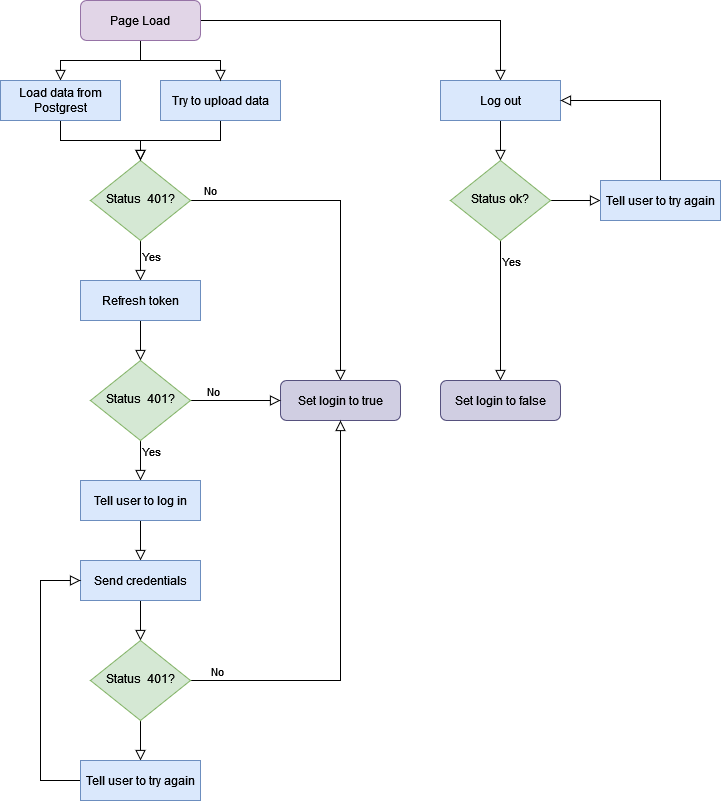 Page Load
Load data from
Postgrest
Try to upload data
Log out
Status 401?
No
Status ok?
Tell user to try again
Yes
Yes
Refresh token
Status 401?
No
Set login to true
Set login to false
Yes
Tell user to log in
Send credentials
Status 401?
No
Tell user to try again